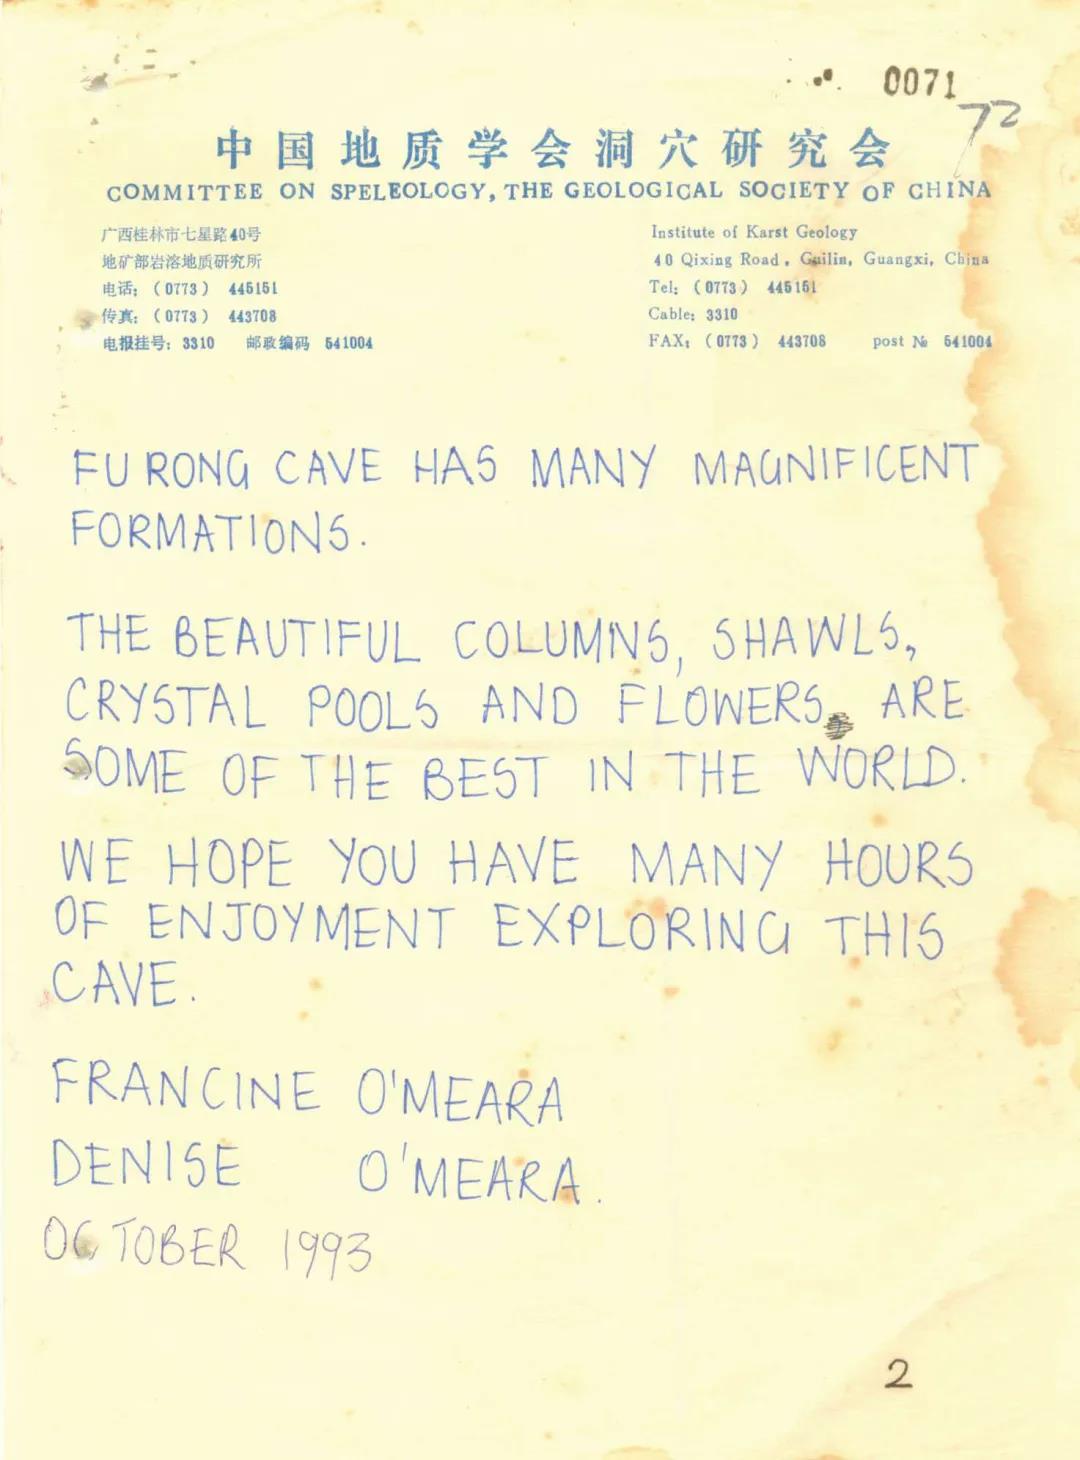 0071
72
中国地质学会洞穴研究会
COMMITTEE ON SPELEOLOGY, THE GEOLOGICAL SOCIETY OF CHINA
广西桂林市七星路40号
地矿部岩溶地质研究所
电话: (0773) 445151
传真: (0773) 443708
电报挂号: 3310 邮政编码 541004
Institute of Karst Geology
40 Qixing Road, Guilin, Guangxi, China
Tel: (0773) 445151
Cable: 3310
FAX: (0773) 443708 post № 541004
FU RONG CAVE HAS MANY MAGNIFICENT
FORMATIONS.
THE BEAUTIFUL COLUMNS, SHAWLS,
CRYSTAL POOLS AND FLOWERS ARE
SOME OF THE BEST IN THE WORLD.
WE HOPE YOU HAVE MANY HOURS
OF ENJOYMENT EXPLORING THIS
CAVE.
FRANCINE O'MEARA
DENISE O'MEARA.
OCTOBER 1993
2